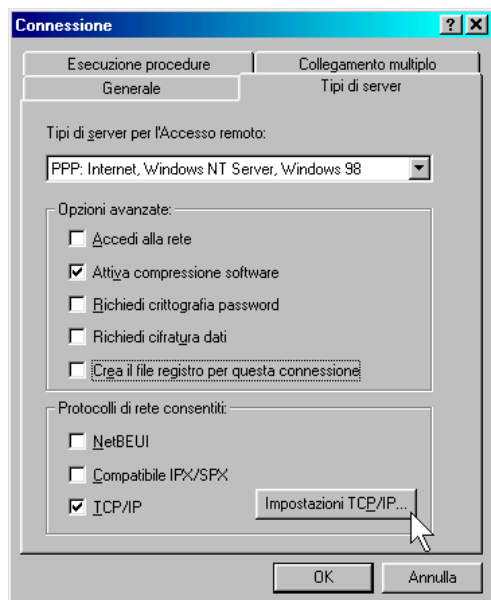 Connessione
Esecuzione procedure
Collegamento multiplo
Generale
Tipi di server
Tipi di server per l'Accesso remoto:
PPP: Internet, Windows NT Server, Windows 98
Opzioni avanzate:
Accedi alla rete
Attiva compressione software
Richiedi crittografia password
Richiedi cifratura dati
Crea il file registro per questa connessione
Protocolli di rete consentiti:
NetBEUI
Compatibile IPX/SPX
TCP/IP
Impostazioni TCP/IP...
OK
Annulla